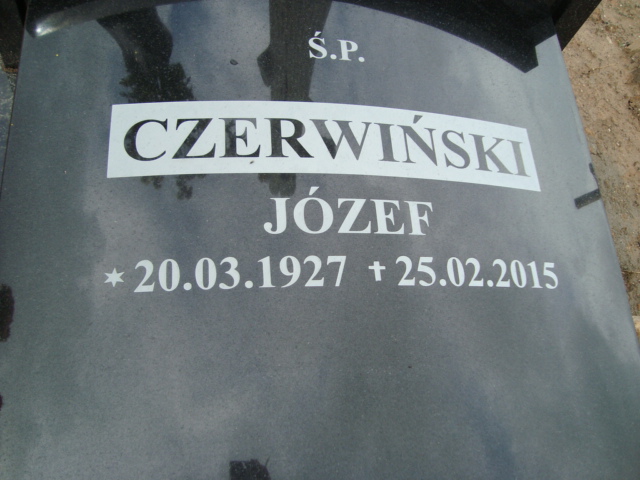 Ś.P.
CZERWIŃSKI
JÓZEF
* 20.03.1927 † 25.02.2015